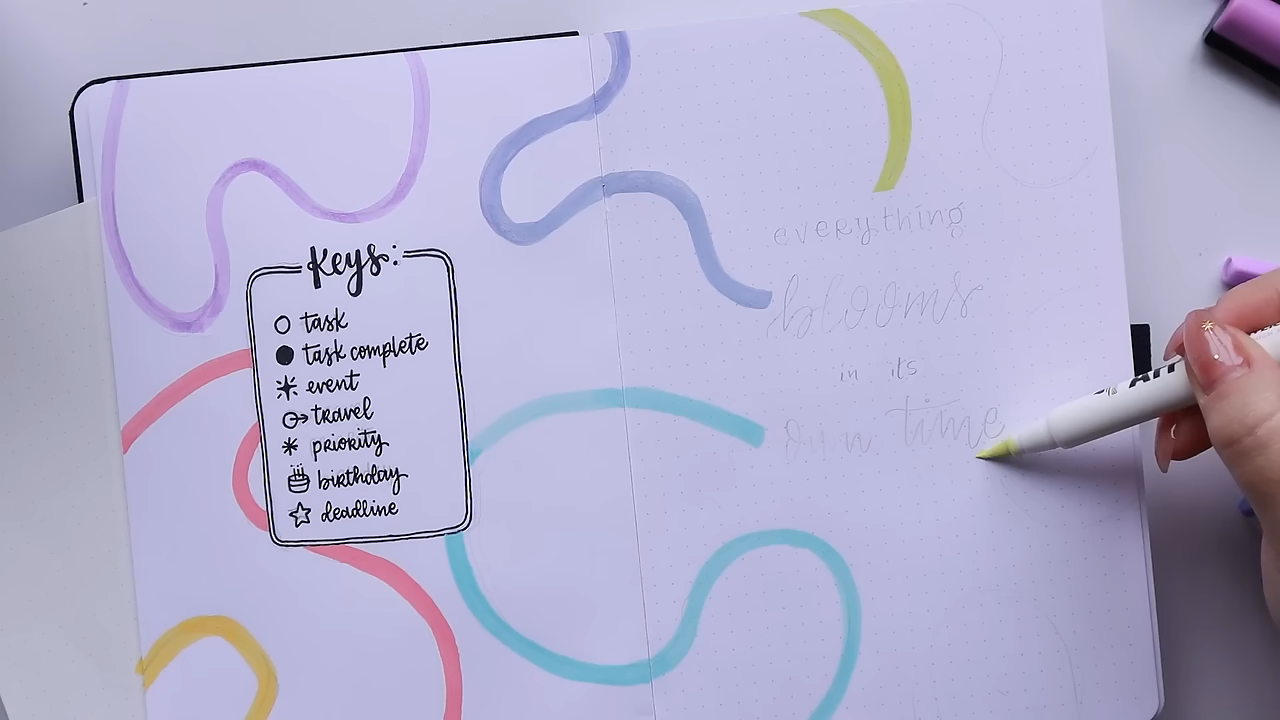 Keys:
task
task complete
event
travel
priority
birthday
deadline
everything
blooms
in its
own time